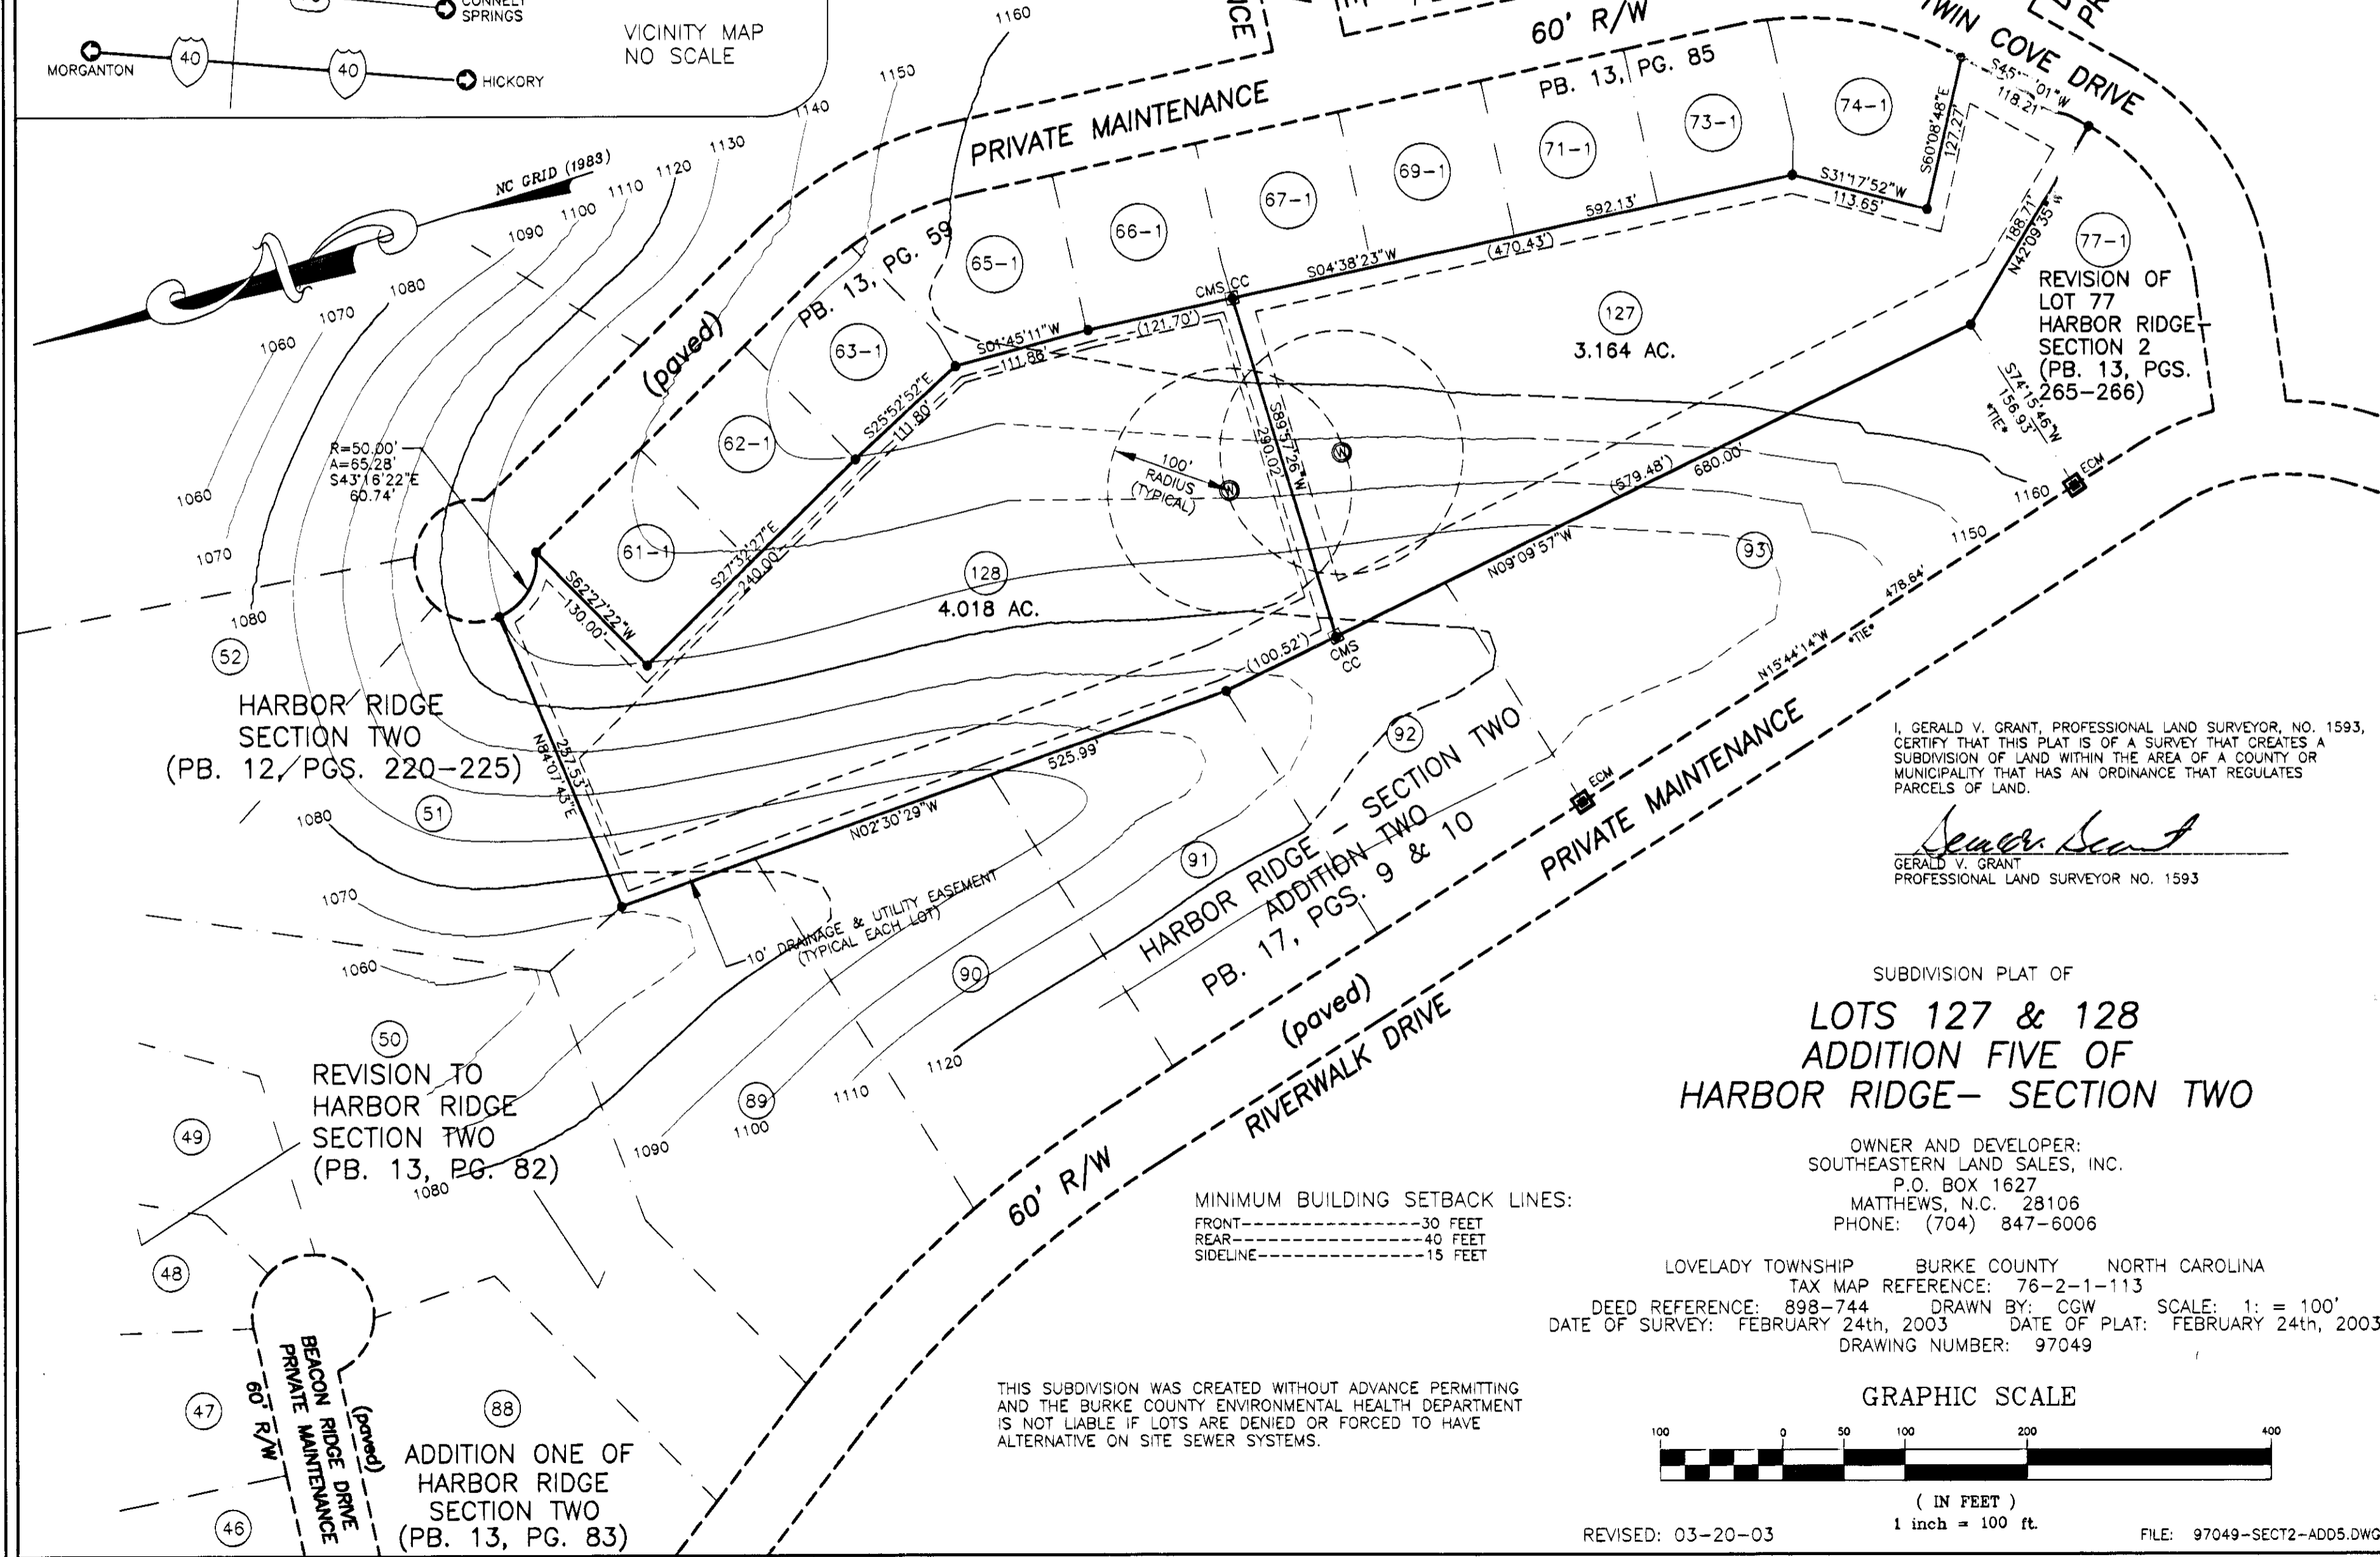 CONNELLY
SPRINGS
VICINITY MAP
NO SCALE
MORGANTON
40
40
HICKORY
NC GRID (1983)
1160
1150
1140
1130
1120
1110
1100
1090
1080
1070
1060
1060
1070
1080
60' R/W
TWIN COVE DRIVE
PRIVATE MAINTENANCE
PB. 13, PG. 85
PB. 13, PG. 59
(paved)
61-1
62-1
63-1
65-1
66-1
67-1
69-1
71-1
73-1
74-1
77-1
118.21'
S60°08'48"E
127.27'
S31°17'52"W
113.65'
188.71'
N42°09'35"W
592.13'
(470.43')
S04°38'23"W
CMS CC
(121.70')
S01°45'11"W
111.86'
S25°52'52"E
111.80'
S27°32'27"E
240.00'
S62°27'22"W
130.00'
R=50.00'
A=65.28'
S43°16'22"E
60.74'
127
3.164 AC.
128
4.018 AC.
100'
RADIUS
(TYPICAL)
W
W
S89°57'26"W
290.02'
(579.48')
680.00'
N09°09'57"W
CMS
CC
(100.52')
525.99'
N02°30'29"W
N84°07'43"E
257.53'
REVISION OF
LOT 77
HARBOR RIDGE-
SECTION 2
(PB. 13, PGS.
265-266)
S74°15'46"W
156.93'
*TIE*
ECM
1160
1150
478.64'
N15°44'14"W
*TIE*
ECM
93
92
91
90
89
52
HARBOR RIDGE
SECTION TWO
(PB. 12, PGS. 220-225)
51
1080
1070
1060
10' DRAINAGE & UTILITY EASEMENT
(TYPICAL EACH LOT)
HARBOR RIDGE - SECTION TWO
ADDITION TWO
PB. 17, PGS. 9 & 10
PRIVATE MAINTENANCE
(paved)
RIVERWALK DRIVE
60' R/W
1120
1110
1100
1090
1080
50
REVISION TO
HARBOR RIDGE
SECTION TWO
(PB. 13, PG. 82)
49
48
47
46
BEACON RIDGE DRIVE
PRIVATE MAINTENANCE
60' R/W
(paved)
88
ADDITION ONE OF
HARBOR RIDGE
SECTION TWO
(PB. 13, PG. 83)
MINIMUM BUILDING SETBACK LINES:
FRONT---------------30 FEET
REAR----------------40 FEET
SIDELINE--------------15 FEET
THIS SUBDIVISION WAS CREATED WITHOUT ADVANCE PERMITTING
AND THE BURKE COUNTY ENVIRONMENTAL HEALTH DEPARTMENT
IS NOT LIABLE IF LOTS ARE DENIED OR FORCED TO HAVE
ALTERNATIVE ON SITE SEWER SYSTEMS.
I, GERALD V. GRANT, PROFESSIONAL LAND SURVEYOR, NO. 1593,
CERTIFY THAT THIS PLAT IS OF A SURVEY THAT CREATES A
SUBDIVISION OF LAND WITHIN THE AREA OF A COUNTY OR
MUNICIPALITY THAT HAS AN ORDINANCE THAT REGULATES
PARCELS OF LAND.
GERALD V. GRANT
PROFESSIONAL LAND SURVEYOR NO. 1593
SUBDIVISION PLAT OF
LOTS 127 & 128
ADDITION FIVE OF
HARBOR RIDGE- SECTION TWO
OWNER AND DEVELOPER:
SOUTHEASTERN LAND SALES, INC.
P.O. BOX 1627
MATTHEWS, N.C. 28106
PHONE: (704) 847-6006
LOVELADY TOWNSHIP BURKE COUNTY NORTH CAROLINA
TAX MAP REFERENCE: 76-2-1-113
DEED REFERENCE: 898-744 DRAWN BY: CGW SCALE: 1: = 100'
DATE OF SURVEY: FEBRUARY 24th, 2003 DATE OF PLAT: FEBRUARY 24th, 2003
DRAWING NUMBER: 97049
GRAPHIC SCALE
100 0 50 100 200 400
( IN FEET )
1 inch = 100 ft.
REVISED: 03-20-03
FILE: 97049-SECT2-ADD5.DWG